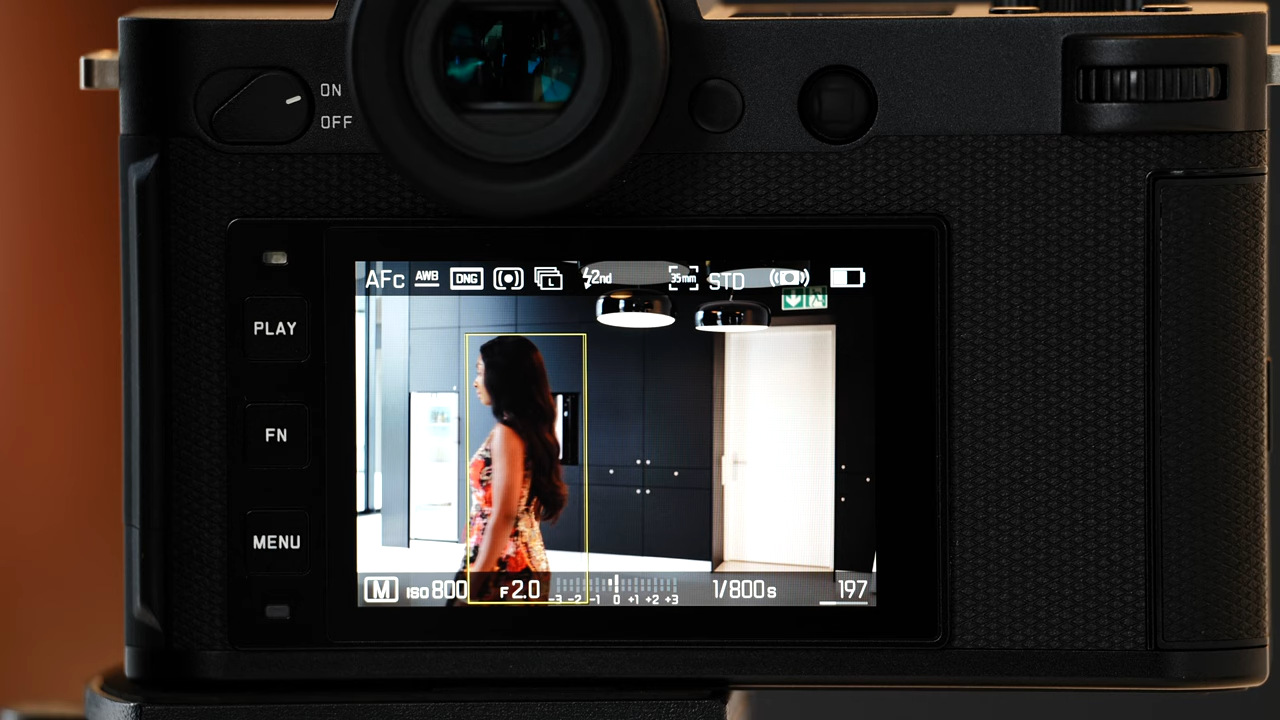 ON
OFF
AFc AWB DNG L 2nd 35mm STD
PLAY
FN
MENU
M ISO 800 F 2.0 1/800s 197
-3 -2 -1 0 +1 +2 +3